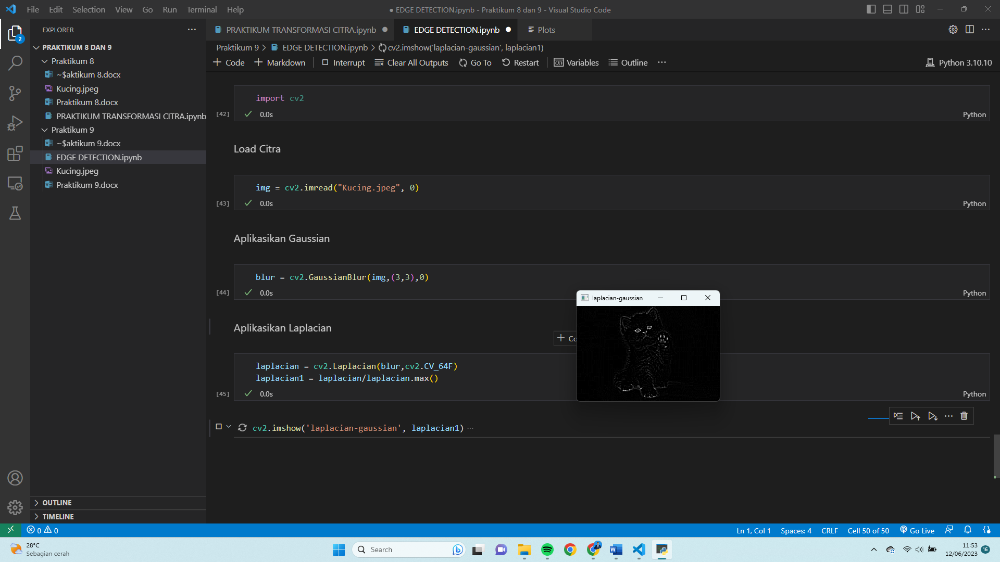 File Edit Selection View Go Run Terminal Help
● EDGE DETECTION.ipynb - Praktikum 8 dan 9 - Visual Studio Code
EXPLORER
PRAKTIKUM TRANSFORMASI CITRA.ipynb
EDGE DETECTION.ipynb
Plots
2
PRAKTIKUM 8 DAN 9
Praktikum 8
~$aktikum 8.docx
Kucing.jpeg
Praktikum 8.docx
PRAKTIKUM TRANSFORMASI CITRA.ipynb
Praktikum 9
~$aktikum 9.docx
EDGE DETECTION.ipynb
Kucing.jpeg
Praktikum 9.docx
OUTLINE
TIMELINE
Praktikum 9 > EDGE DETECTION.ipynb > cv2.imshow('laplacian-gaussian', laplacian1)
+ Code + Markdown Interrupt Clear All Outputs Go To Restart Variables Outline ...
Python 3.10.10
import cv2
[42] 0.0s
Python
Load Citra
img = cv2.imread("Kucing.jpeg", 0)
[43] 0.0s
Python
Aplikasikan Gaussian
blur = cv2.GaussianBlur(img,(3,3),0)
[44] 0.0s
Python
laplacian-gaussian
Aplikasikan Laplacian
+ Co
laplacian = cv2.Laplacian(blur,cv2.CV_64F)
laplacian1 = laplacian/laplacian.max()
[45] 0.0s
Python
cv2.imshow('laplacian-gaussian', laplacian1) ...
0 0
Ln 1, Col 1 Spaces: 4 CRLF Cell 50 of 50 Go Live
28°C
Sebagian cerah
Search
11:53
12/06/2023
16